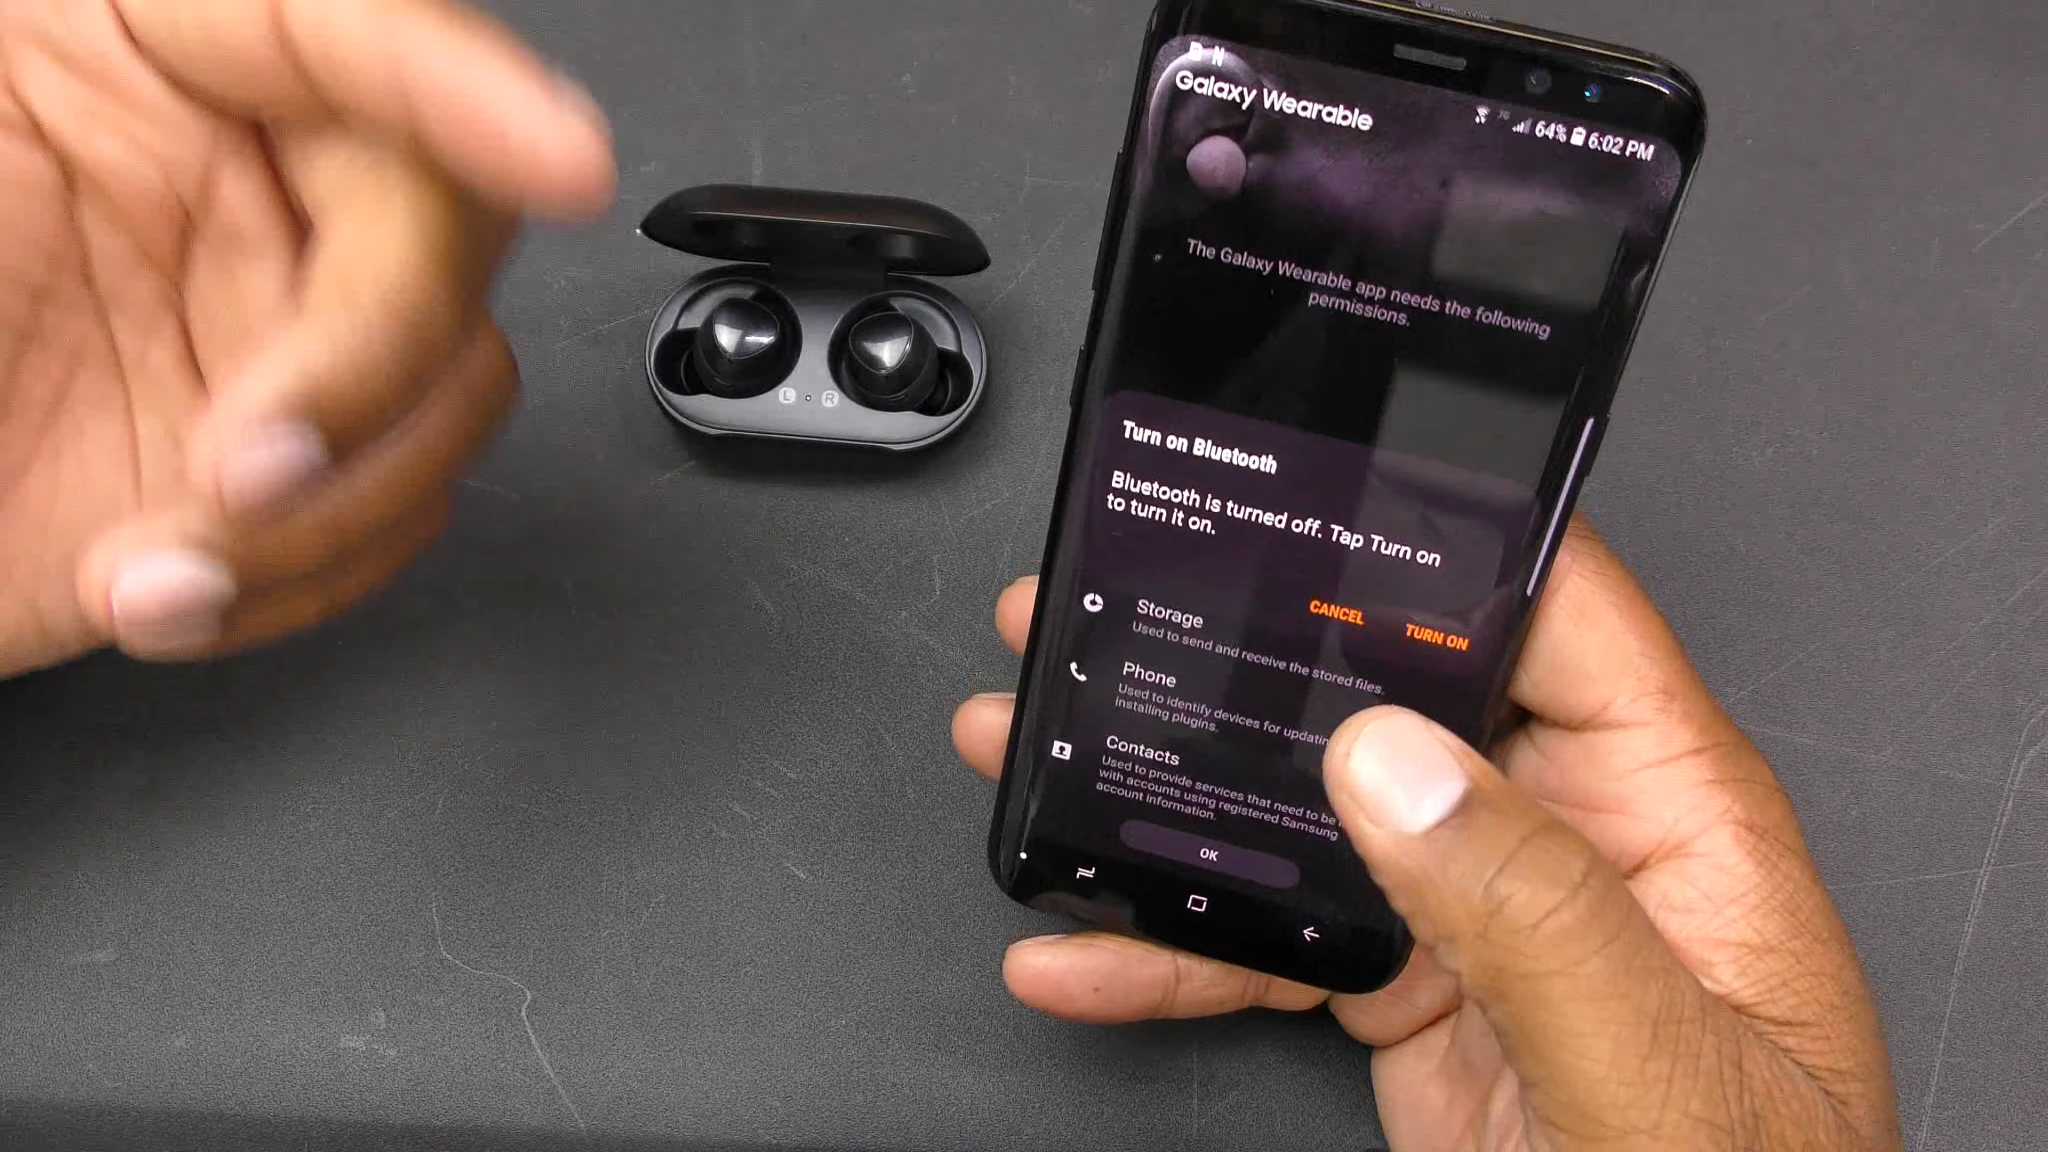 Galaxy Wearable
64% 6:02 PM
The Galaxy Wearable app needs the following
permissions.
Turn on Bluetooth
Bluetooth is turned off. Tap Turn on
to turn it on.
CANCEL
TURN ON
Storage
Used to send and receive the stored files.
Phone
Used to identify devices for updatin
installing plugins.
Contacts
Used to provide services that need to be
with accounts using registered Samsung
account information.
OK
L R